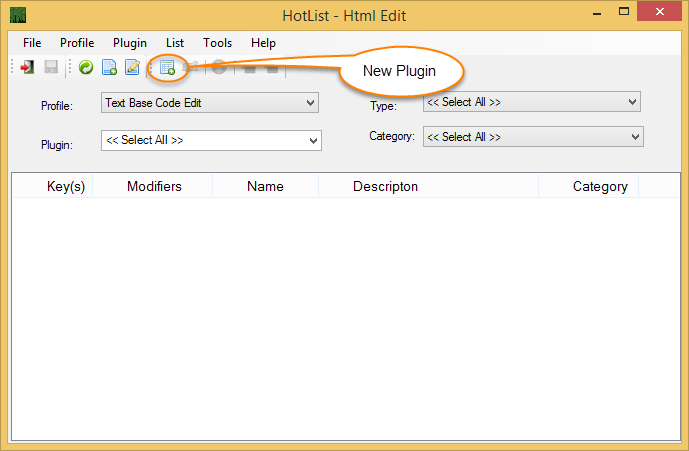 HotList - Html Edit
File Profile Plugin List Tools Help
New Plugin
Profile: Text Base Code Edit Type: << Select All >>
Plugin: << Select All >> Category: << Select All >>
Key(s) Modifiers Name Descripton Category